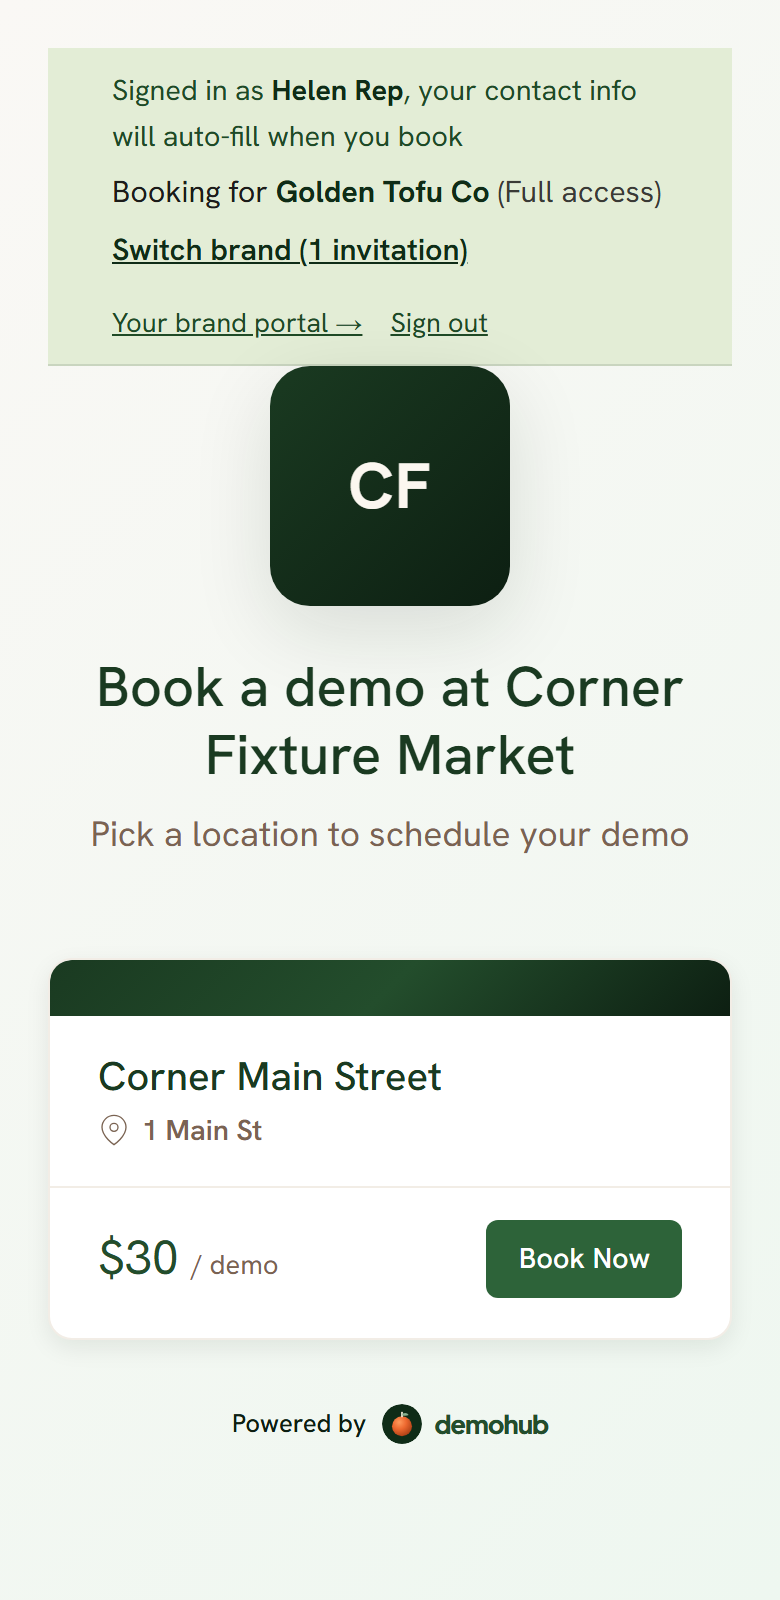 Signed in as Helen Rep, your contact info
will auto-fill when you book
Booking for Golden Tofu Co (Full access)
Switch brand (1 invitation)
Your brand portal → Sign out
CF
Book a demo at Corner
Fixture Market
Pick a location to schedule your demo
Corner Main Street
1 Main St
$30 / demo
Book Now
Powered by demohub